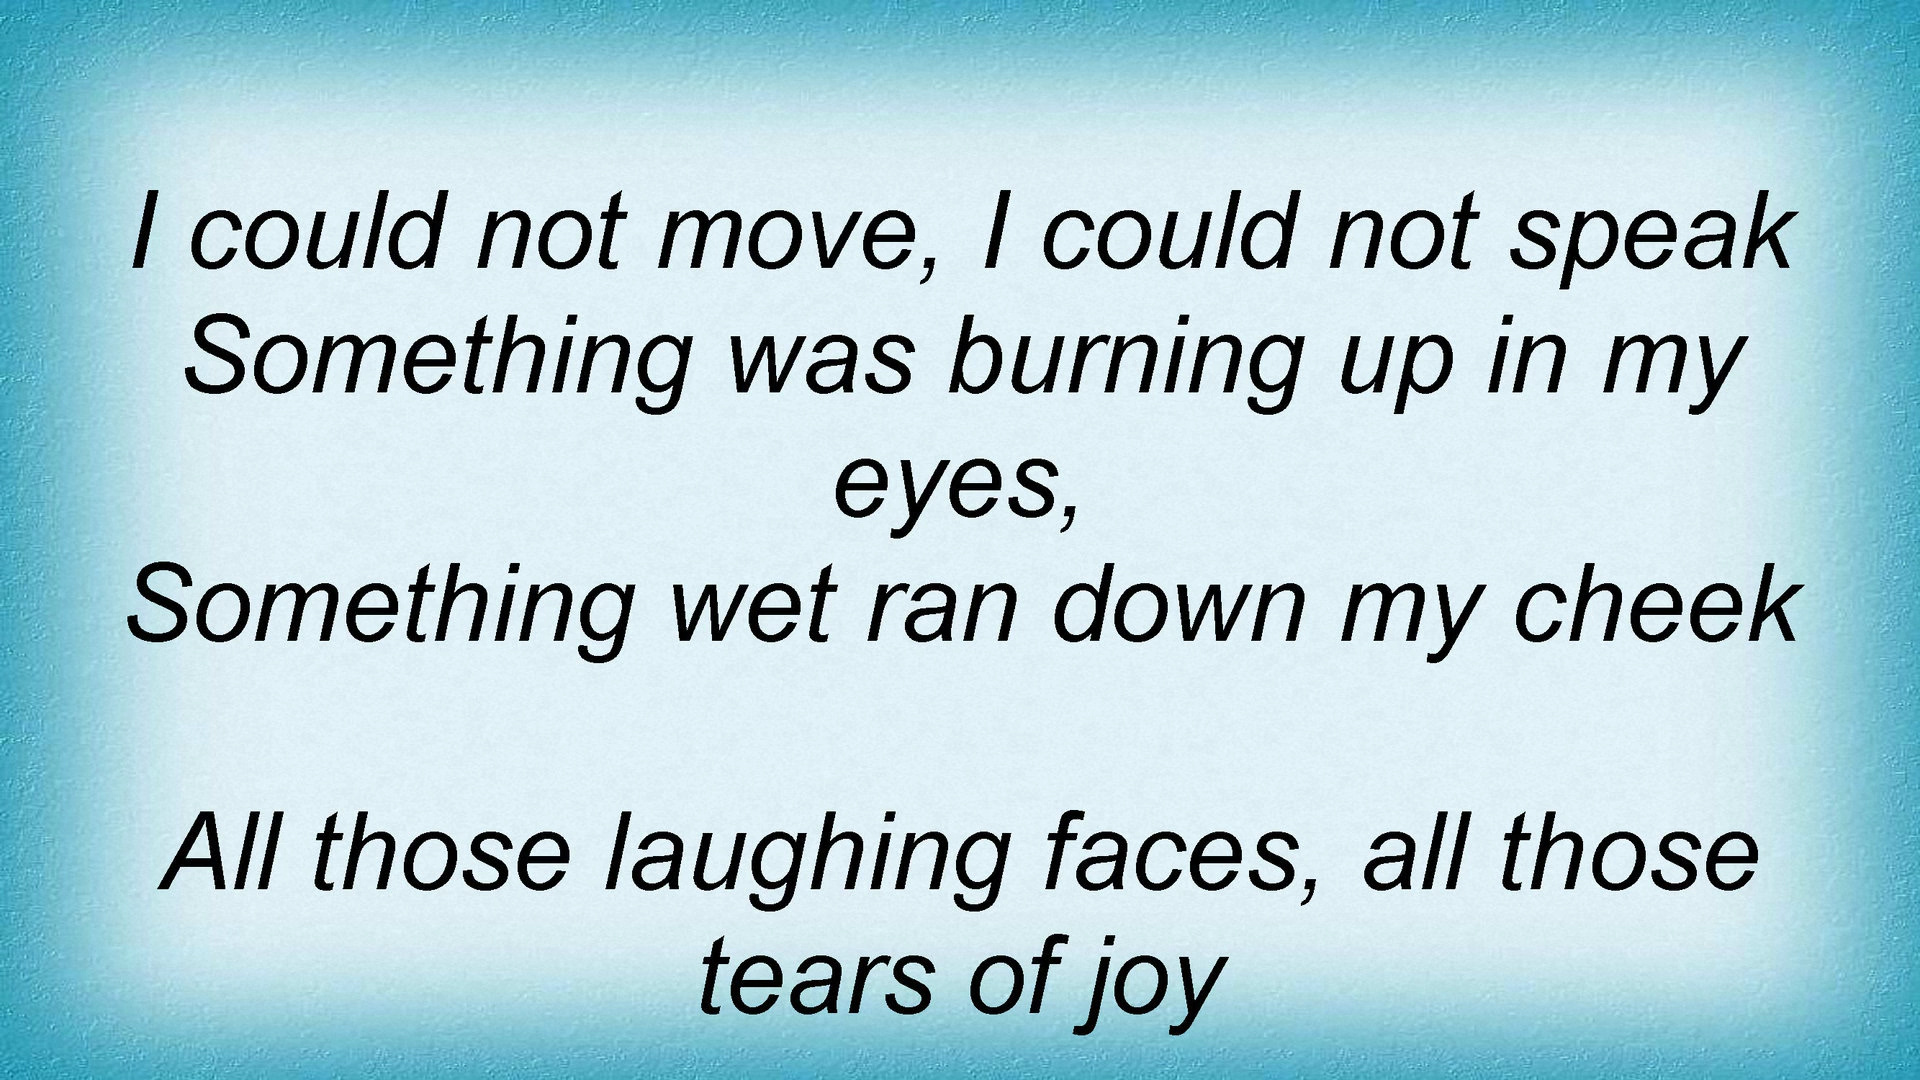 I could not move, I could not speak
Something was burning up in my
eyes,
Something wet ran down my cheek
All those laughing faces, all those
tears of joy